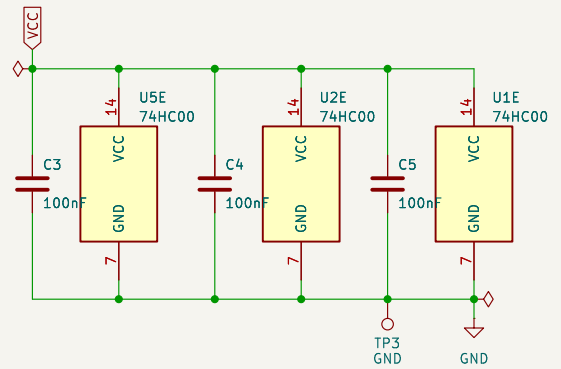 VCC
14
U5E
74HC00
VCC
GND
7
C3
100nF
14
U2E
74HC00
VCC
GND
7
C4
100nF
14
U1E
74HC00
VCC
GND
7
C5
100nF
TP3
GND
GND